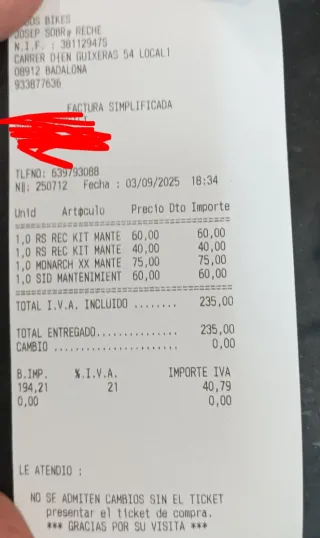 BIKES
JOSEP SOBRφ RECHE
N.I.F. : 38112947S
CARRER D{EN GUIXERAS 54 LOCAL1
08912 BADALONA
933877636
FACTURA SIMPLIFICADA
TLFNO: 639793088
N║: 250712 Fecha : 03/09/2025 18:34
Unid Artφculo Precio Dto Importe
========================================
1,0 RS REC KIT MANTE 60,00 60,00
1,0 RS REC KIT MANTE 40,00 40,00
1,0 MONARCH XX MANTE 75,00 75,00
1,0 SID MANTENIMIENT 60,00 60,00
========================================
TOTAL I.V.A. INCLUIDO ........ 235,00
TOTAL ENTREGADO............... 235,00
CAMBIO ....................... 0,00
B.IMP. %.I.V.A. IMPORTE IVA
194,21 21 40,79
0,00 0,00
LE ATENDIO :
NO SE ADMITEN CAMBIOS SIN EL TICKET
presentar el ticket de compra.
*** GRACIAS POR SU VISITA ***